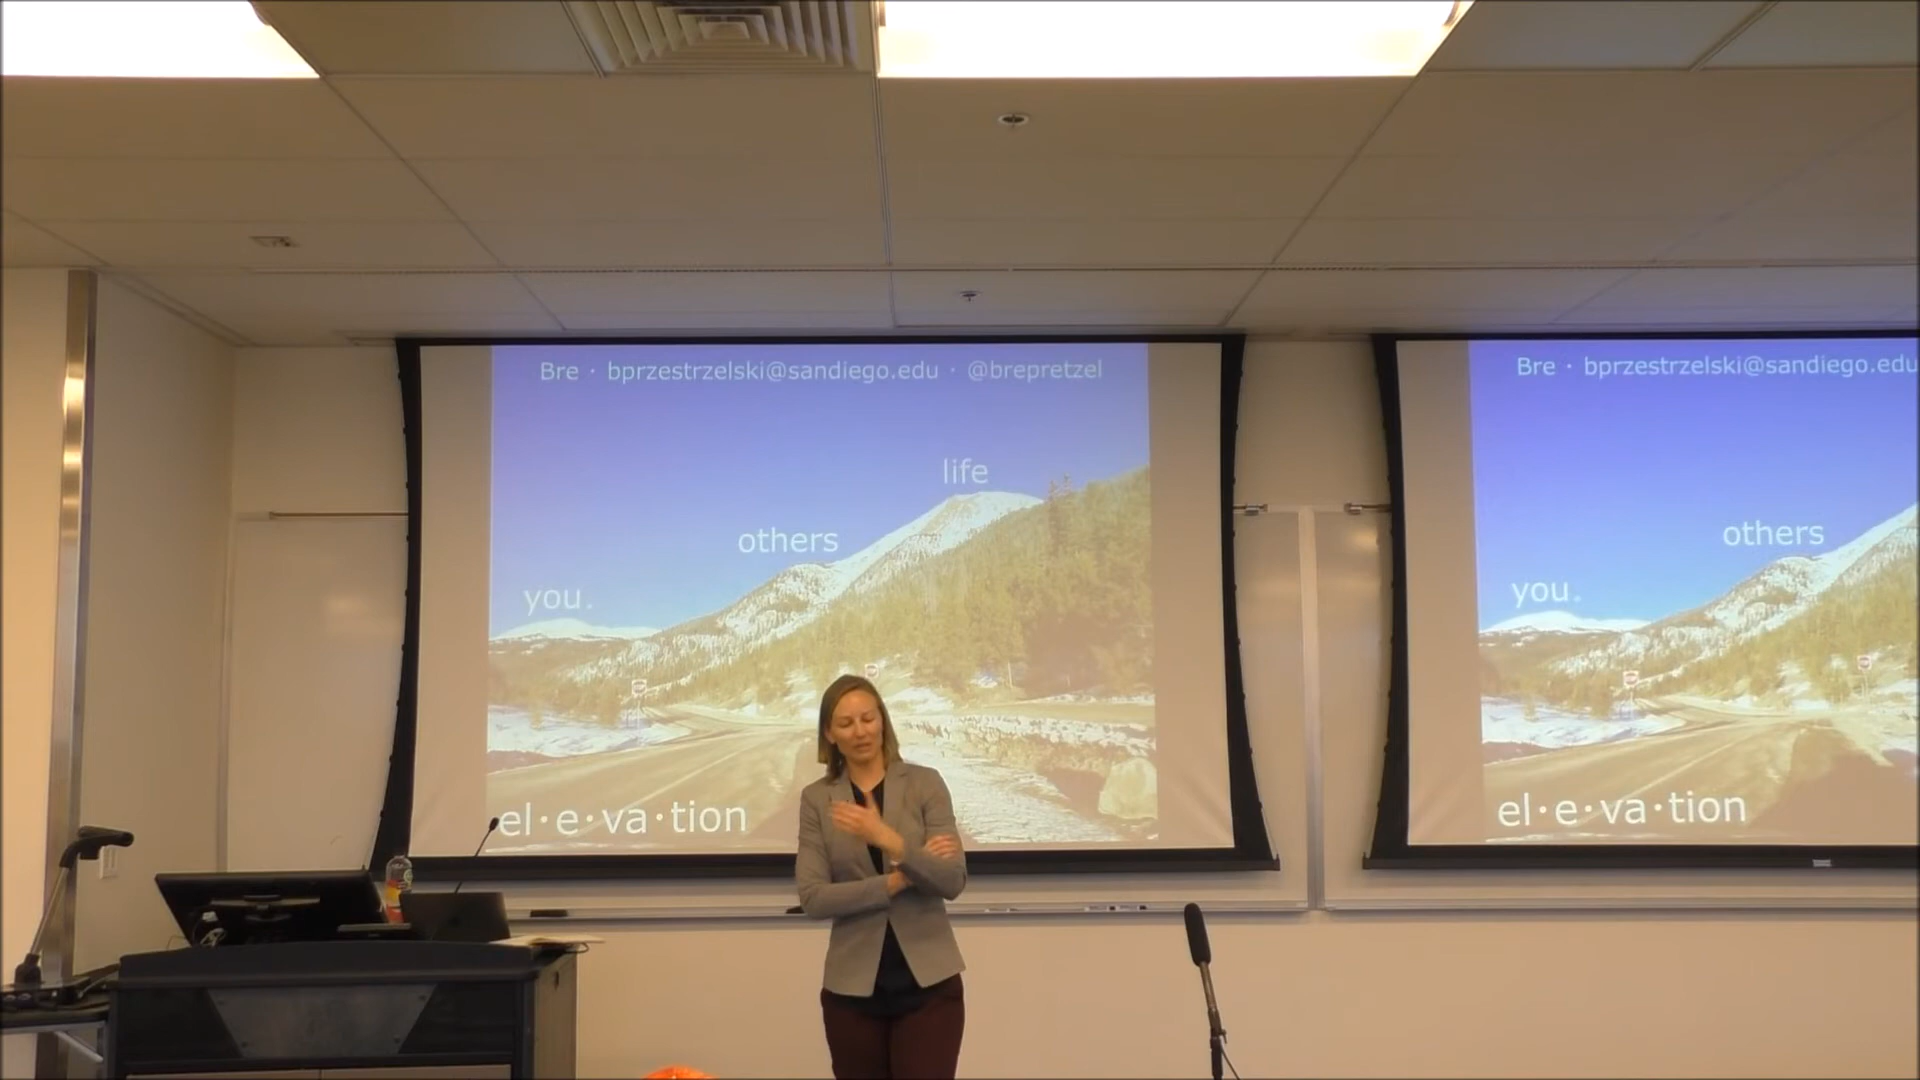 Bre · bprzestrzelski@sandiego.edu · @brepretzel
life
others
you.
el·e·va·tion
Bre · bprzestrzelski@sandiego.edu
others
you.
el·e·va·tion